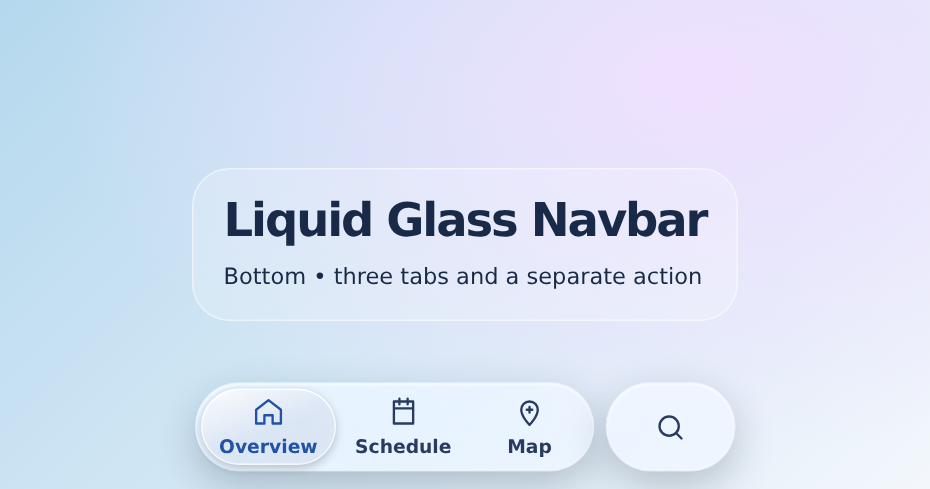 Liquid Glass Navbar
Bottom • three tabs and a separate action
Overview
Schedule
Map